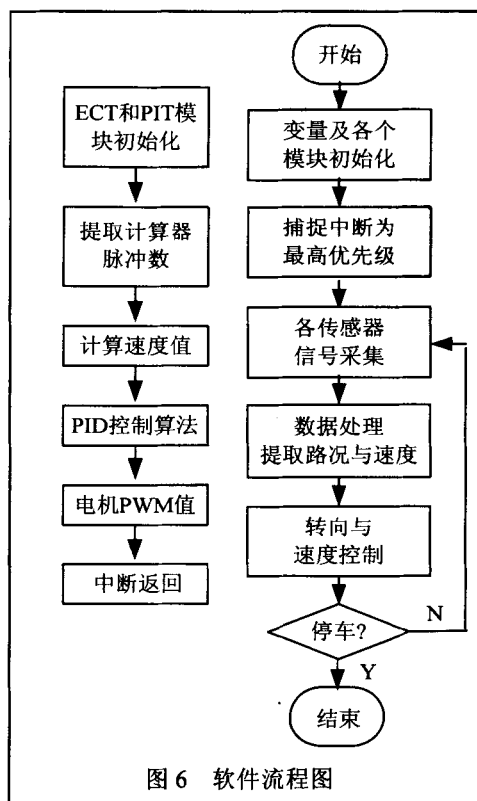 ECT和PIT模
块初始化
提取计算器
脉冲数
计算速度值
PID控制算法
电机PWM值
中断返回
开始
变量及各个
模块初始化
捕捉中断为
最高优先级
各传感器
信号采集
数据处理
提取路况与速度
转向与
速度控制
停车?
N
Y
结束
图6 软件流程图